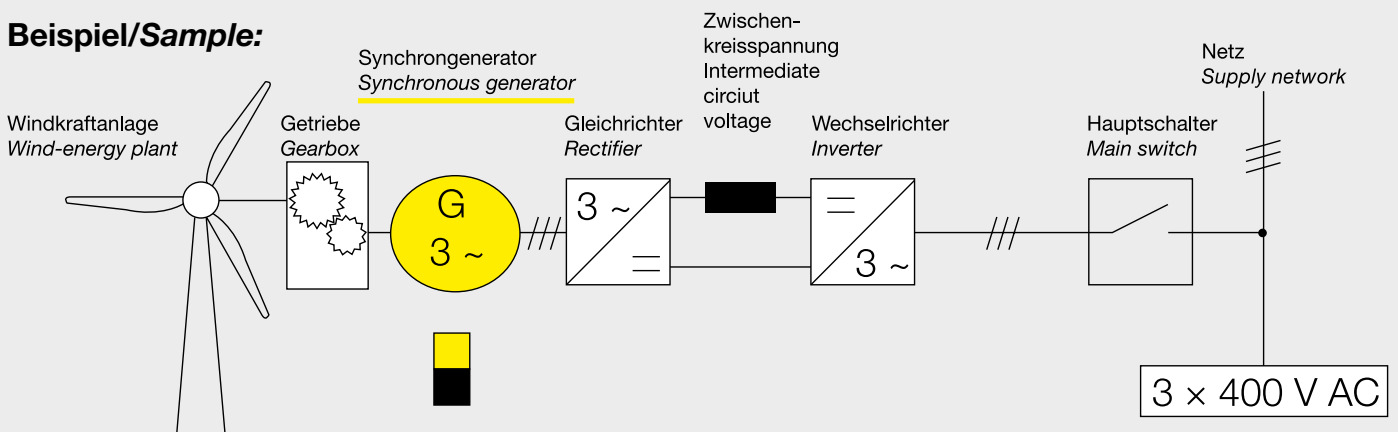 Beispiel/Sample:
Windkraftanlage
Wind-energy plant
Getriebe
Gearbox
Synchrongenerator
Synchronous generator
G
3 ~
Gleichrichter
Rectifier
3 ~
=
Zwischen-
kreisspannung
Intermediate
circiut
voltage
Wechselrichter
Inverter
=
3 ~
Hauptschalter
Main switch
Netz
Supply network
3 × 400 V AC